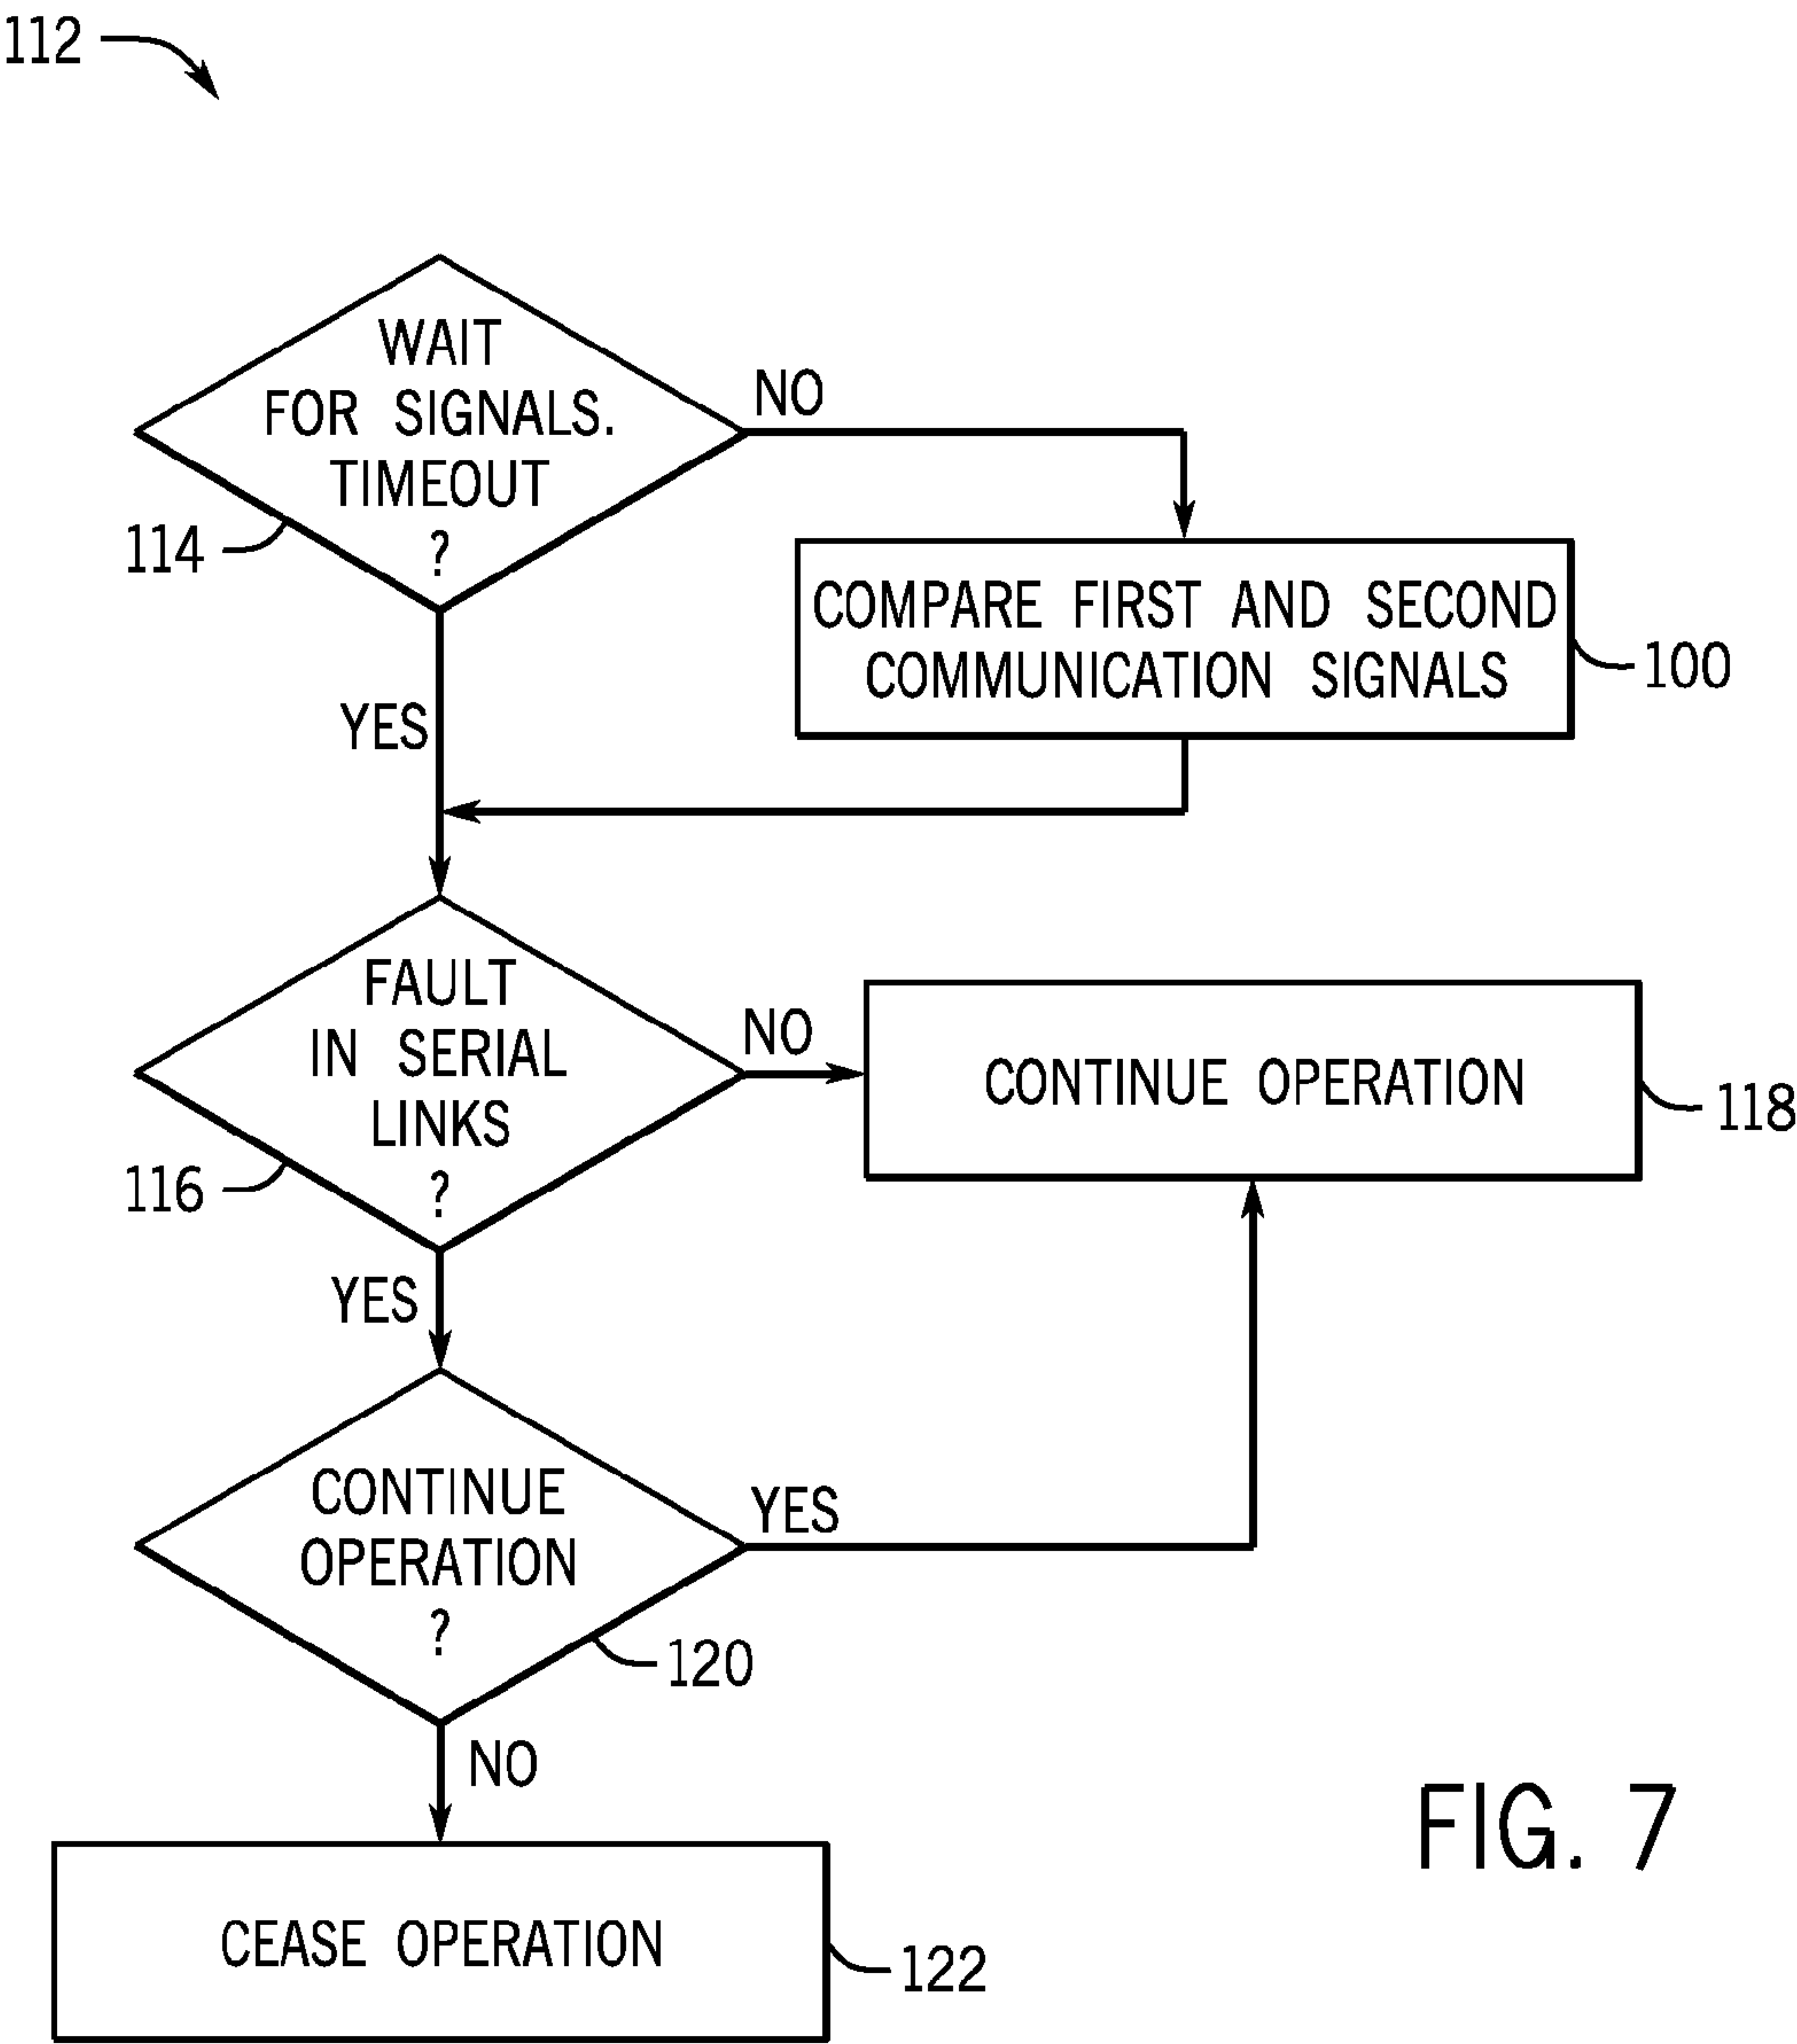 112
WAIT
FOR SIGNALS.
TIMEOUT
?
NO
114
COMPARE FIRST AND SECOND
COMMUNICATION SIGNALS
100
YES
FAULT
IN SERIAL
LINKS
?
NO
116
CONTINUE OPERATION
118
YES
CONTINUE
OPERATION
?
YES
120
NO
CEASE OPERATION
122
FIG. 7